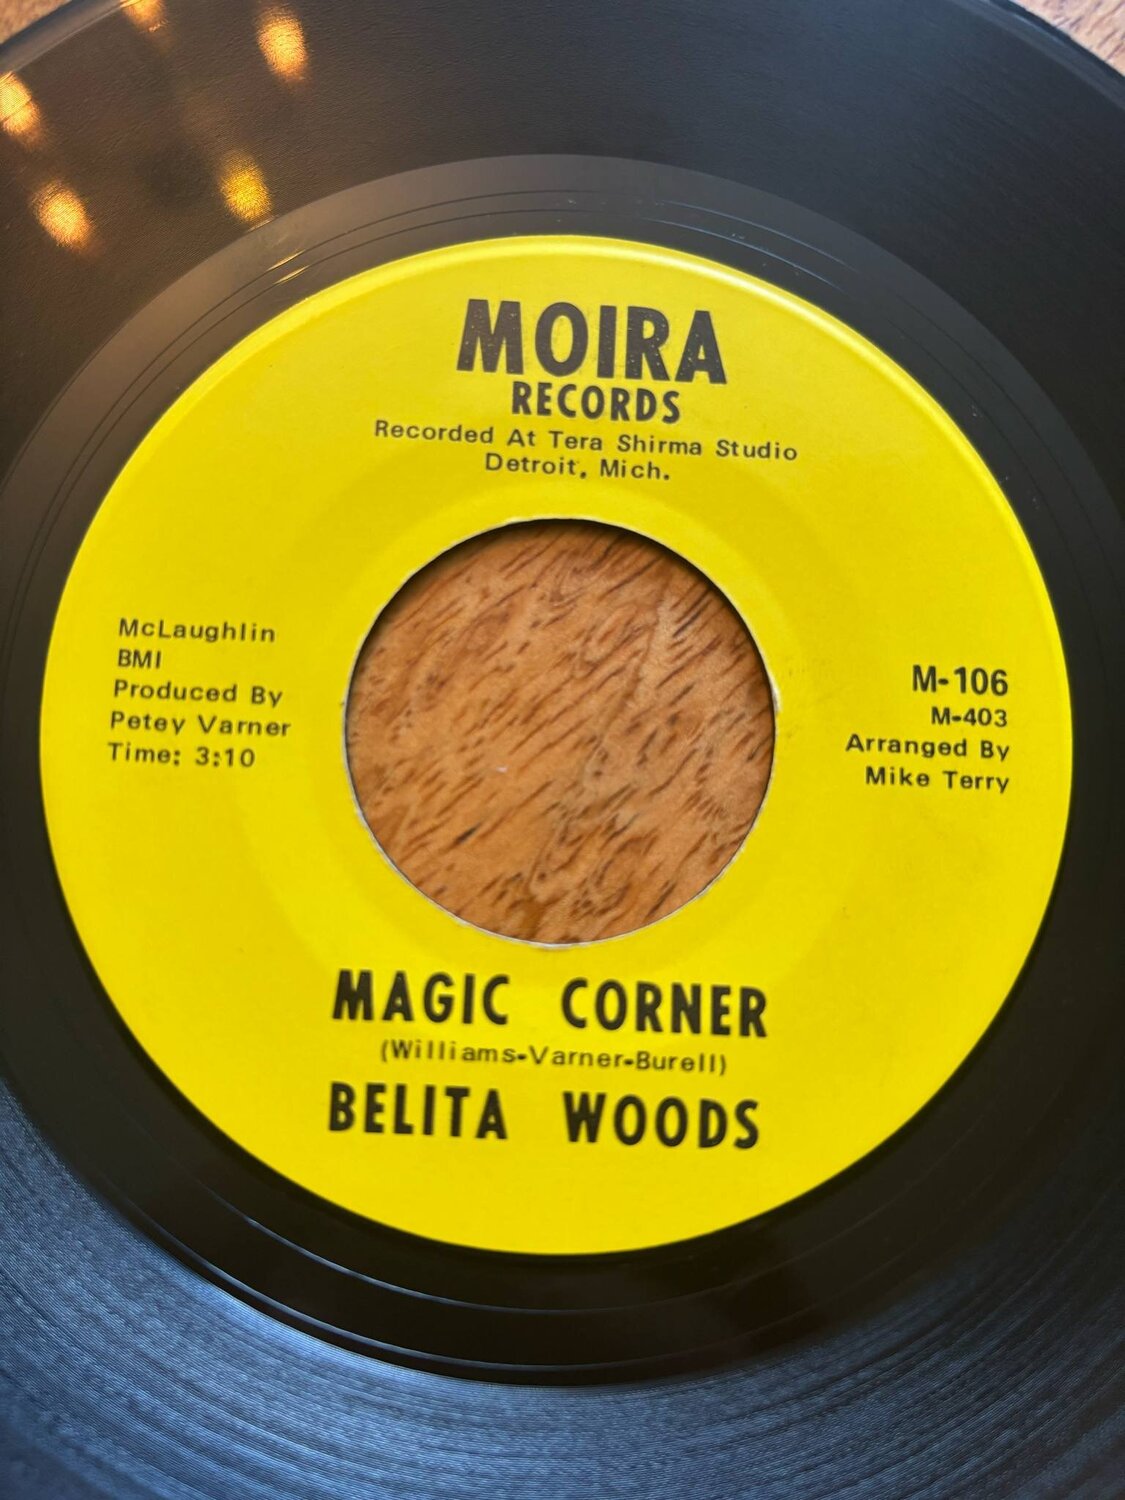 MOIRA
RECORDS
Recorded At Tera Shirma Studio
Detroit, Mich.
McLaughlin
BMI
Produced By
Petey Varner
Time: 3:10
M-106
M-403
Arranged By
Mike Terry
MAGIC CORNER
(Williams-Varner-Burell)
BELITA WOODS